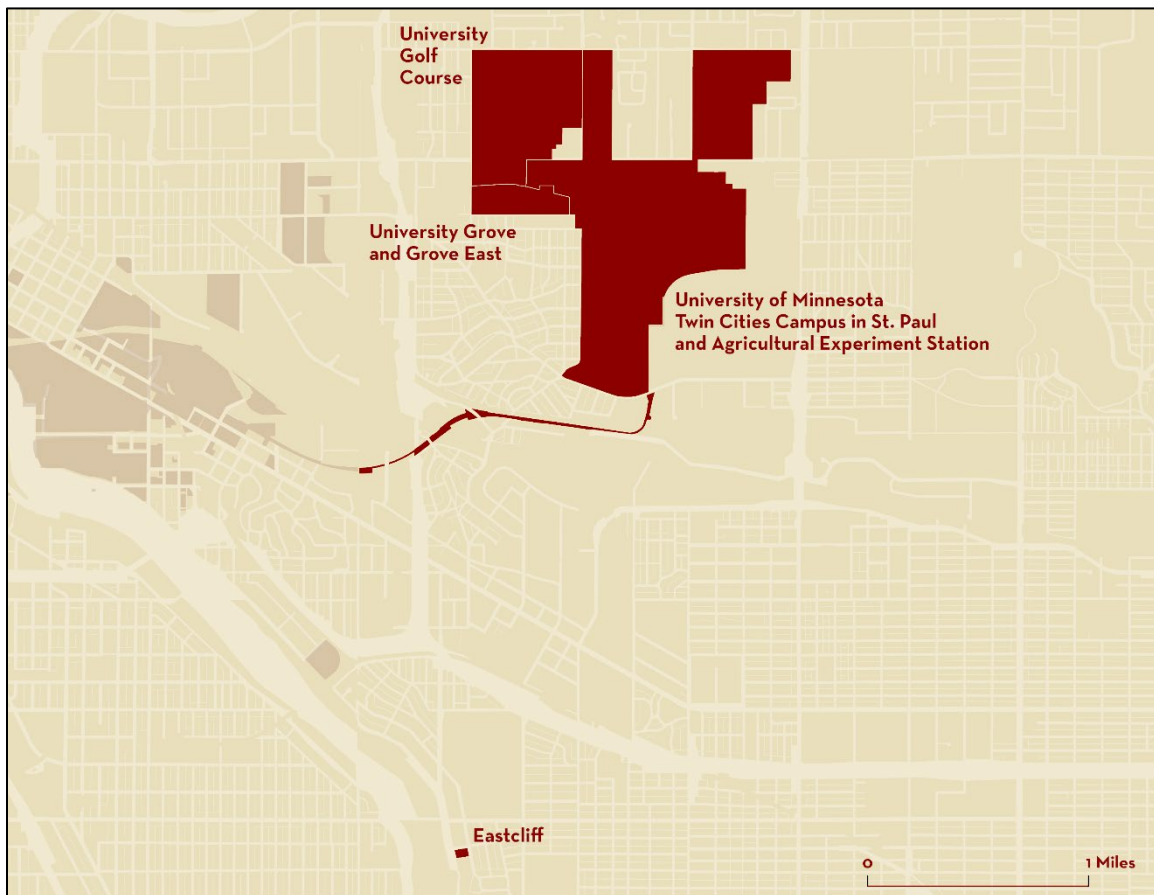 University
Golf
Course
University Grove
and Grove East
University of Minnesota
Twin Cities Campus in St. Paul
and Agricultural Experiment Station
Eastcliff
0 1 Miles